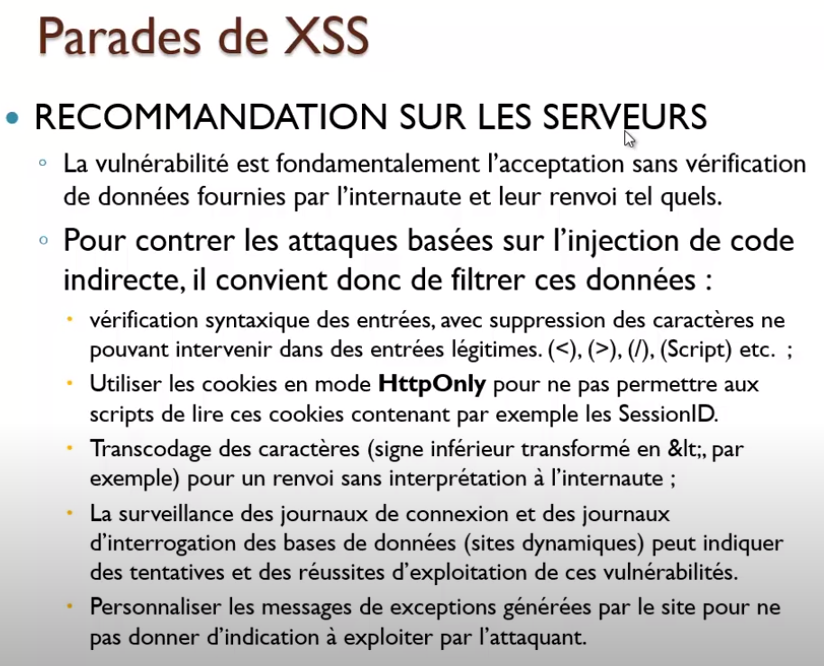 Parades de XSS
• RECOMMANDATION SUR LES SERVEURS
◦ La vulnérabilité est fondamentalement l'acceptation sans vérification
de données fournies par l'internaute et leur renvoi tel quels.
◦ Pour contrer les attaques basées sur l'injection de code
indirecte, il convient donc de filtrer ces données :
• vérification syntaxique des entrées, avec suppression des caractères ne
pouvant intervenir dans des entrées légitimes. (<), (>), (/), (Script) etc. ;
• Utiliser les cookies en mode HttpOnly pour ne pas permettre aux
scripts de lire ces cookies contenant par exemple les SessionID.
• Transcodage des caractères (signe inférieur transformé en &lt;, par
exemple) pour un renvoi sans interprétation à l'internaute ;
• La surveillance des journaux de connexion et des journaux
d'interrogation des bases de données (sites dynamiques) peut indiquer
des tentatives et des réussites d'exploitation de ces vulnérabilités.
• Personnaliser les messages de exceptions générées par le site pour ne
pas donner d'indication à exploiter par l'attaquant.